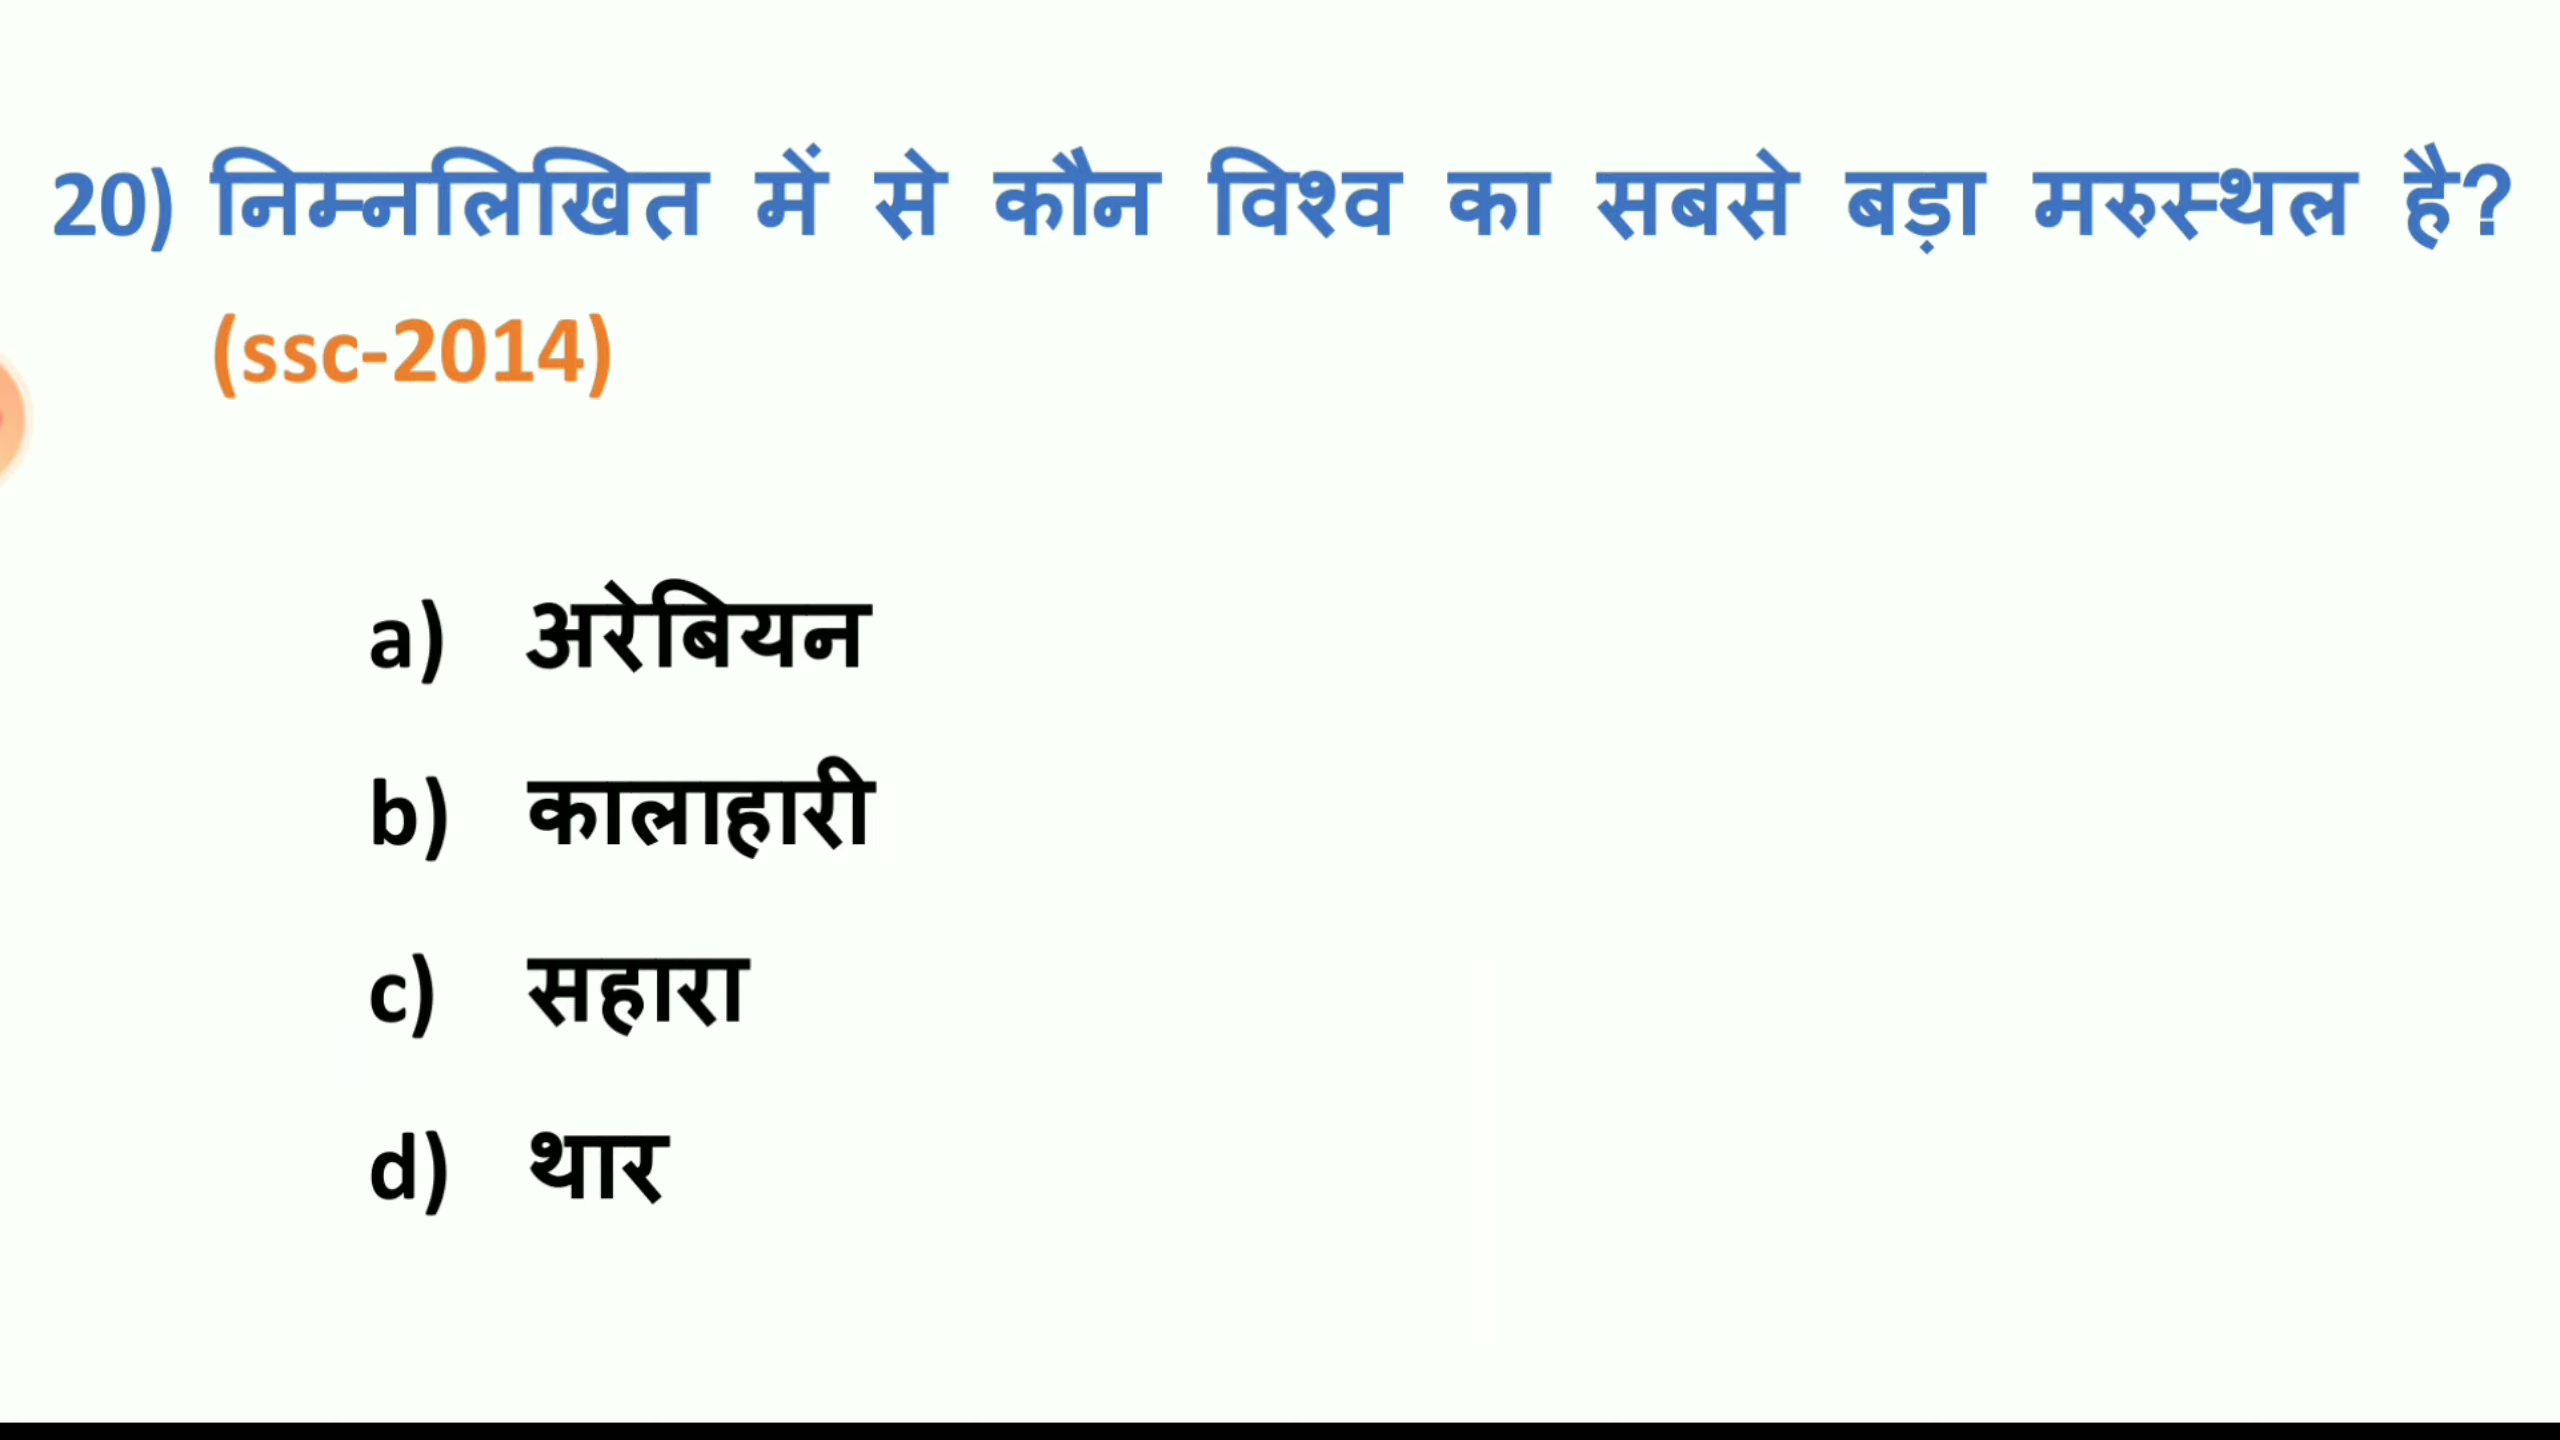 20) निम्नलिखित में से कौन विश्व का सबसे बड़ा मरुस्थल है?
(ssc-2014)
a) अरेबियन
b) कालाहारी
c) सहारा
d) थार